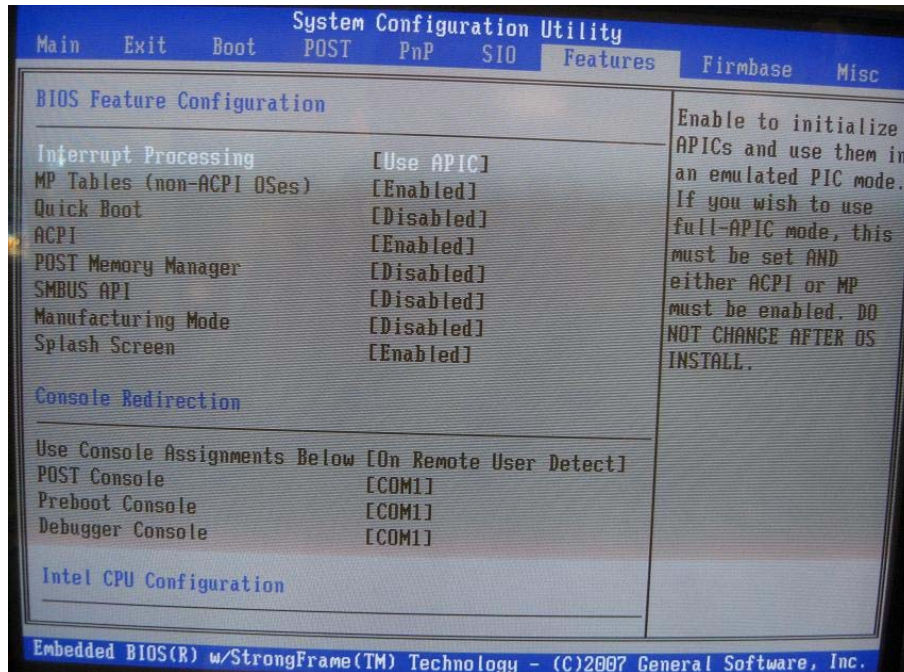 System Configuration Utility
Main Exit Boot POST PnP SIO Features Firmbase Misc
BIOS Feature Configuration
Interrupt Processing [Use APIC]
MP Tables (non-ACPI OSes) [Enabled]
Quick Boot [Disabled]
ACPI [Enabled]
POST Memory Manager [Disabled]
SMBUS API [Disabled]
Manufacturing Mode [Disabled]
Splash Screen [Enabled]
Console Redirection
Use Console Assignments Below [On Remote User Detect]
POST Console [COM1]
Preboot Console [COM1]
Debugger Console [COM1]
Intel CPU Configuration
Enable to initialize
APICs and use them in
an emulated PIC mode.
If you wish to use
full-APIC mode, this
must be set AND
either ACPI or MP
must be enabled. DO
NOT CHANGE AFTER OS
INSTALL.
Embedded BIOS(R) w/StrongFrame(TM) Technology - (C)2007 General Software, Inc.